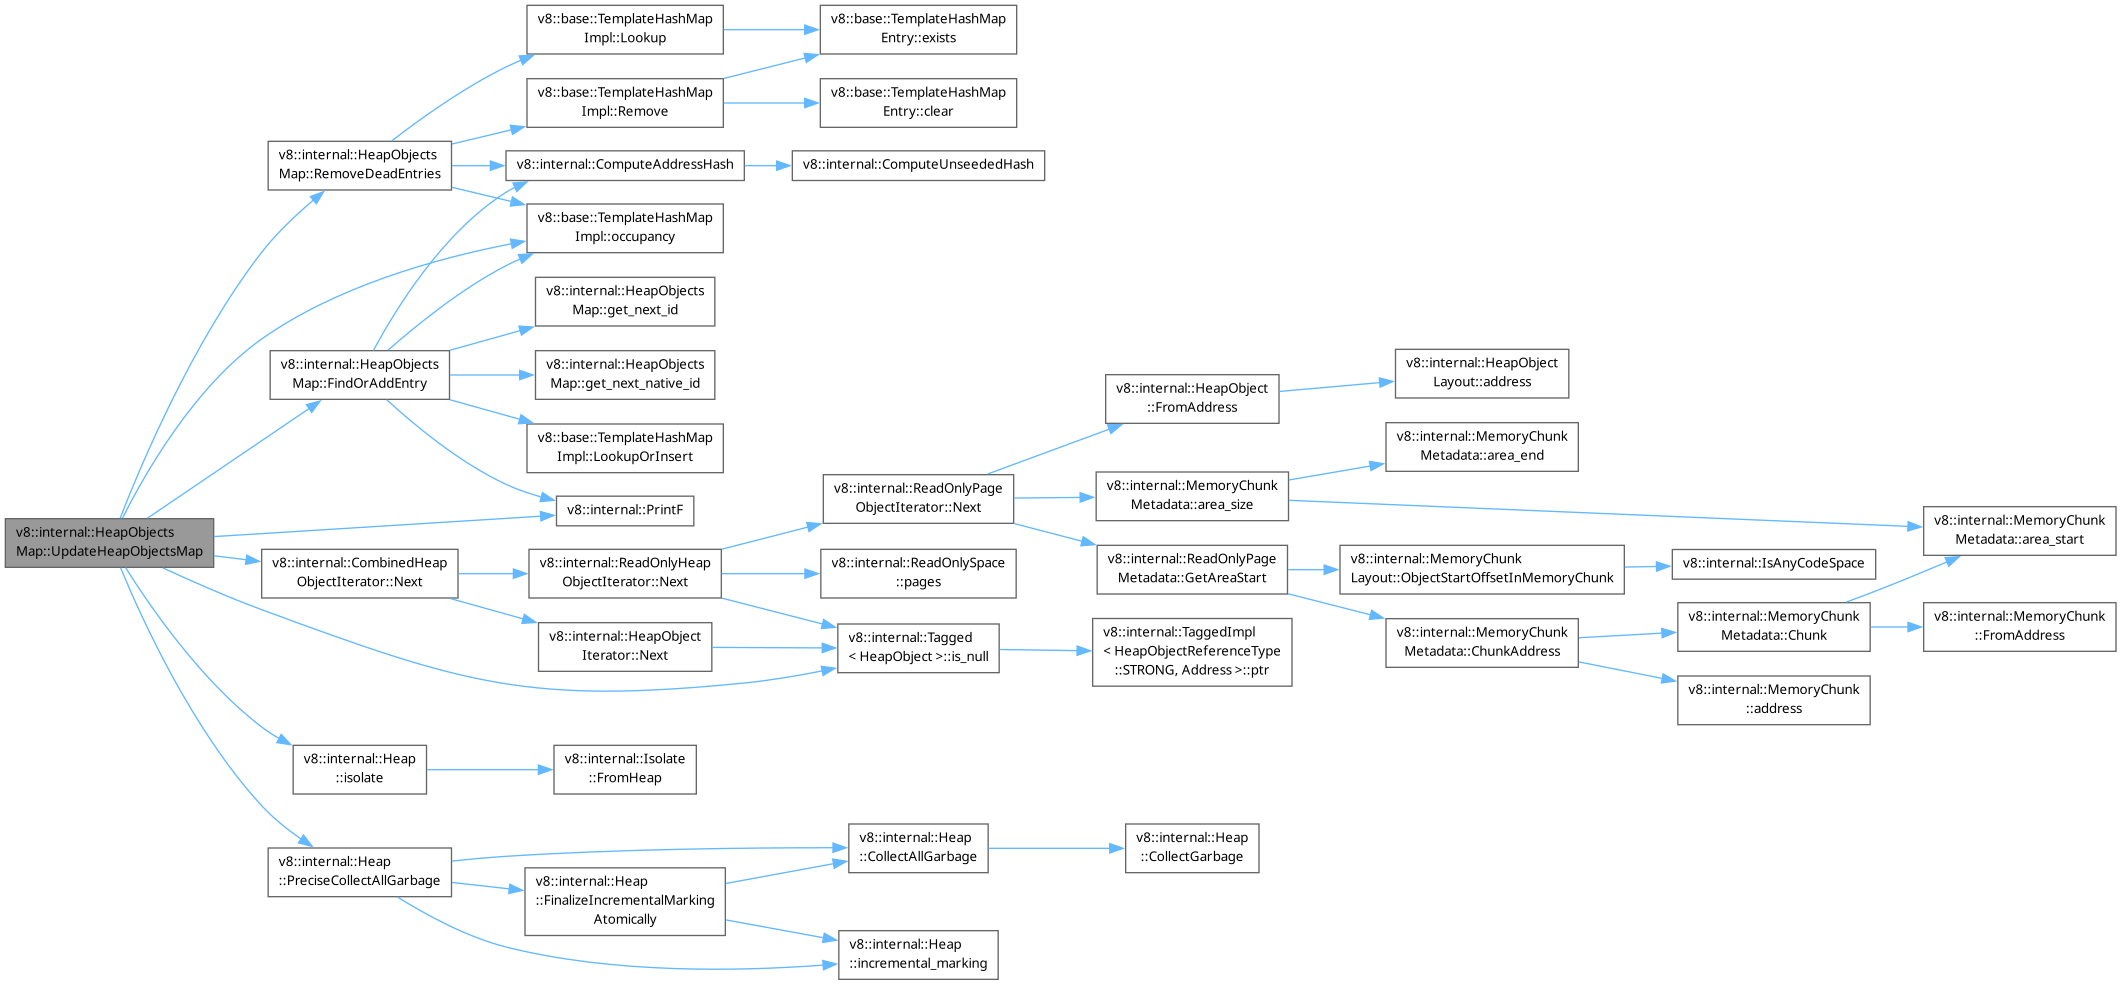 v8::internal::HeapObjects
Map::UpdateHeapObjectsMap
v8::internal::HeapObjects
Map::RemoveDeadEntries
v8::internal::HeapObjects
Map::FindOrAddEntry
v8::internal::CombinedHeap
ObjectIterator::Next
v8::internal::Heap
::isolate
v8::internal::Heap
::PreciseCollectAllGarbage
v8::base::TemplateHashMap
Impl::Lookup
v8::base::TemplateHashMap
Impl::Remove
v8::internal::ComputeAddressHash
v8::base::TemplateHashMap
Impl::occupancy
v8::internal::HeapObjects
Map::get_next_id
v8::internal::HeapObjects
Map::get_next_native_id
v8::base::TemplateHashMap
Impl::LookupOrInsert
v8::internal::PrintF
v8::internal::ReadOnlyHeap
ObjectIterator::Next
v8::internal::HeapObject
Iterator::Next
v8::internal::Isolate
::FromHeap
v8::internal::Heap
::FinalizeIncrementalMarking
Atomically
v8::base::TemplateHashMap
Entry::exists
v8::base::TemplateHashMap
Entry::clear
v8::internal::ComputeUnseededHash
v8::internal::ReadOnlyPage
ObjectIterator::Next
v8::internal::ReadOnlySpace
::pages
v8::internal::Tagged
< HeapObject >::is_null
v8::internal::Heap
::CollectAllGarbage
v8::internal::Heap
::incremental_marking
v8::internal::HeapObject
::FromAddress
v8::internal::MemoryChunk
Metadata::area_size
v8::internal::ReadOnlyPage
Metadata::GetAreaStart
v8::internal::TaggedImpl
< HeapObjectReferenceType
::STRONG, Address >::ptr
v8::internal::Heap
::CollectGarbage
v8::internal::HeapObject
Layout::address
v8::internal::MemoryChunk
Metadata::area_end
v8::internal::MemoryChunk
Layout::ObjectStartOffsetInMemoryChunk
v8::internal::MemoryChunk
Metadata::ChunkAddress
v8::internal::IsAnyCodeSpace
v8::internal::MemoryChunk
Metadata::Chunk
v8::internal::MemoryChunk
::address
v8::internal::MemoryChunk
Metadata::area_start
v8::internal::MemoryChunk
::FromAddress